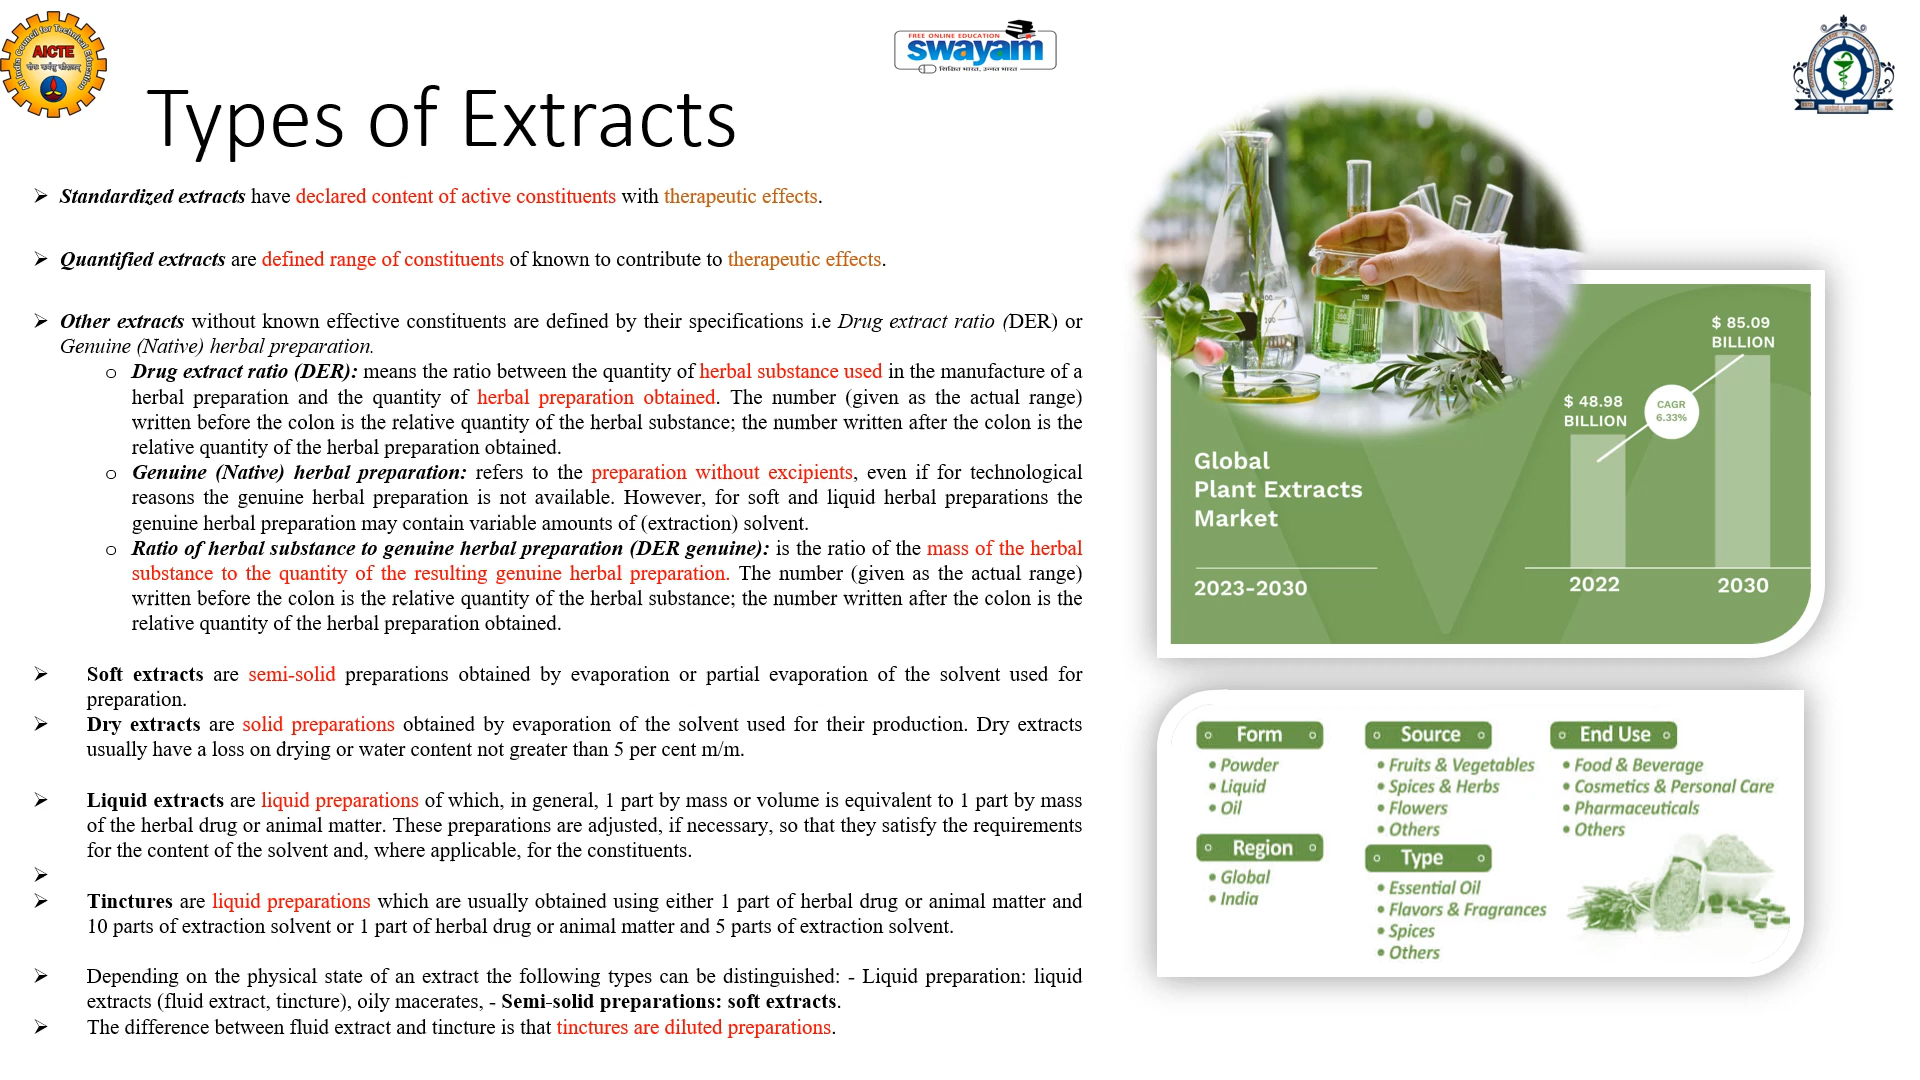 All India Council for Technical Education
AICTE
FREE ONLINE EDUCATION
swayam
शिक्षित भारत, उन्नत भारत
Types of Extracts
➢ Standardized extracts have declared content of active constituents with therapeutic effects.
➢ Quantified extracts are defined range of constituents of known to contribute to therapeutic effects.
➢ Other extracts without known effective constituents are defined by their specifications i.e Drug extract ratio (DER) or
Genuine (Native) herbal preparation.
o Drug extract ratio (DER): means the ratio between the quantity of herbal substance used in the manufacture of a
herbal preparation and the quantity of herbal preparation obtained. The number (given as the actual range)
written before the colon is the relative quantity of the herbal substance; the number written after the colon is the
relative quantity of the herbal preparation obtained.
o Genuine (Native) herbal preparation: refers to the preparation without excipients, even if for technological
reasons the genuine herbal preparation is not available. However, for soft and liquid herbal preparations the
genuine herbal preparation may contain variable amounts of (extraction) solvent.
o Ratio of herbal substance to genuine herbal preparation (DER genuine): is the ratio of the mass of the herbal
substance to the quantity of the resulting genuine herbal preparation. The number (given as the actual range)
written before the colon is the relative quantity of the herbal substance; the number written after the colon is the
relative quantity of the herbal preparation obtained.
➢ Soft extracts are semi-solid preparations obtained by evaporation or partial evaporation of the solvent used for
preparation.
➢ Dry extracts are solid preparations obtained by evaporation of the solvent used for their production. Dry extracts
usually have a loss on drying or water content not greater than 5 per cent m/m.
➢ Liquid extracts are liquid preparations of which, in general, 1 part by mass or volume is equivalent to 1 part by mass
of the herbal drug or animal matter. These preparations are adjusted, if necessary, so that they satisfy the requirements
for the content of the solvent and, where applicable, for the constituents.
➢
➢ Tinctures are liquid preparations which are usually obtained using either 1 part of herbal drug or animal matter and
10 parts of extraction solvent or 1 part of herbal drug or animal matter and 5 parts of extraction solvent.
➢ Depending on the physical state of an extract the following types can be distinguished: - Liquid preparation: liquid
extracts (fluid extract, tincture), oily macerates, - Semi-solid preparations: soft extracts.
➢ The difference between fluid extract and tincture is that tinctures are diluted preparations.
$ 85.09
BILLION
$ 48.98
BILLION
CAGR
6.33%
Global
Plant Extracts
Market
2023-2030
2022
2030
Form
• Powder
• Liquid
• Oil
Region
• Global
• India
Source
• Fruits & Vegetables
• Spices & Herbs
• Flowers
• Others
Type
• Essential Oil
• Flavors & Fragrances
• Spices
• Others
End Use
• Food & Beverage
• Cosmetics & Personal Care
• Pharmaceuticals
• Others